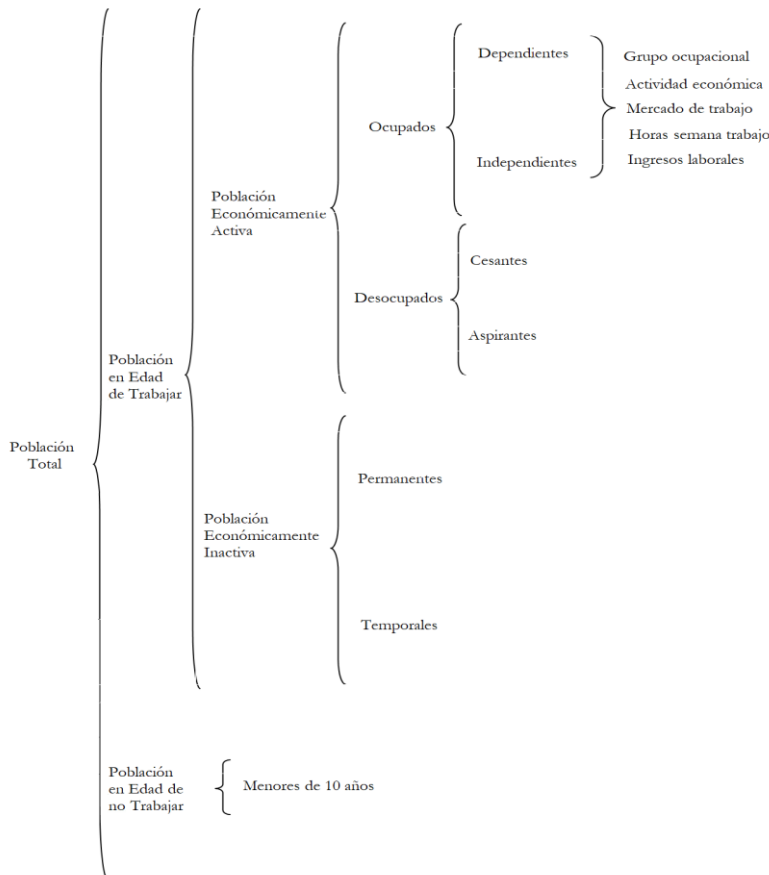 Dependientes
Grupo ocupacional
Actividad económica
Mercado de trabajo
Horas semana trabajo
Ingresos laborales
Ocupados
Independientes
Población
Económicamente
Activa
Cesantes
Desocupados
Aspirantes
Población
en Edad
de Trabajar
Población
Total
Permanentes
Población
Económicamente
Inactiva
Temporales
Población
en Edad de
no Trabajar
Menores de 10 años